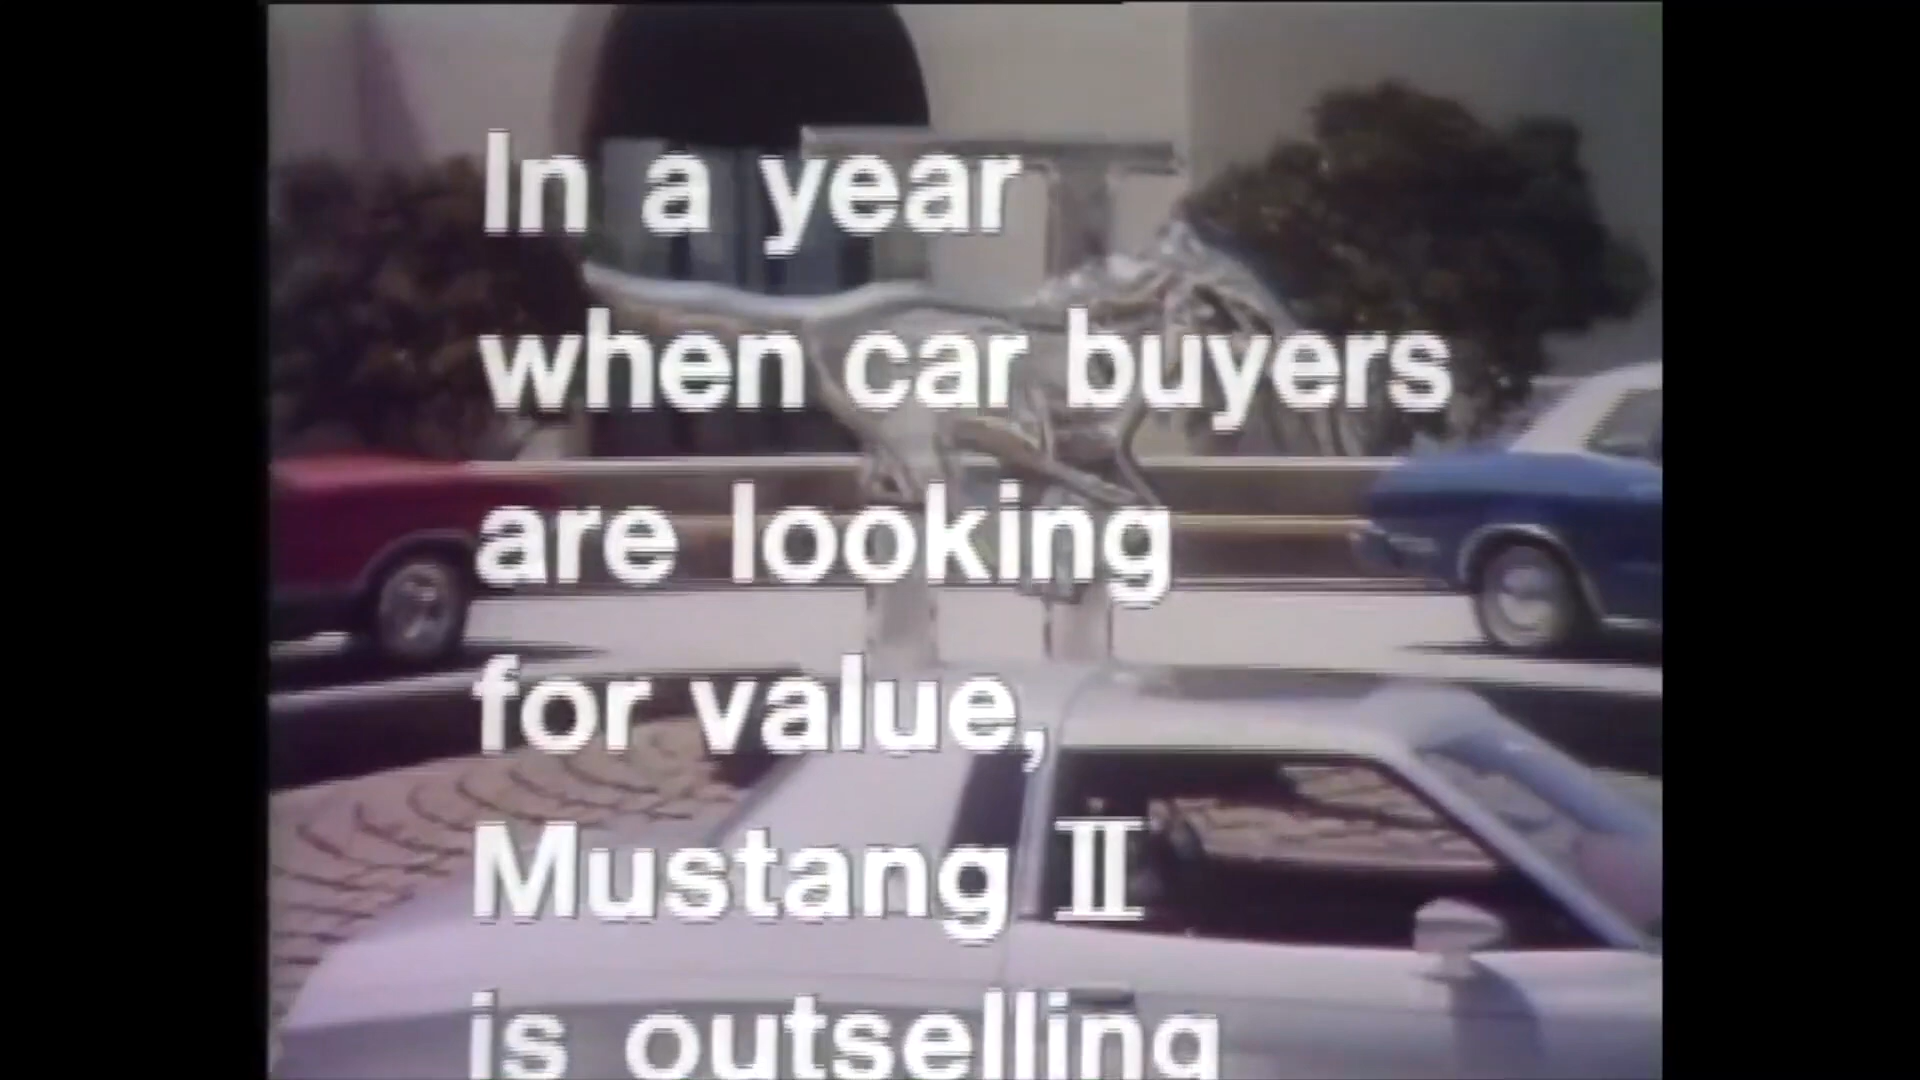 In a year
when car buyers
are looking
for value,
Mustang II
is outselling